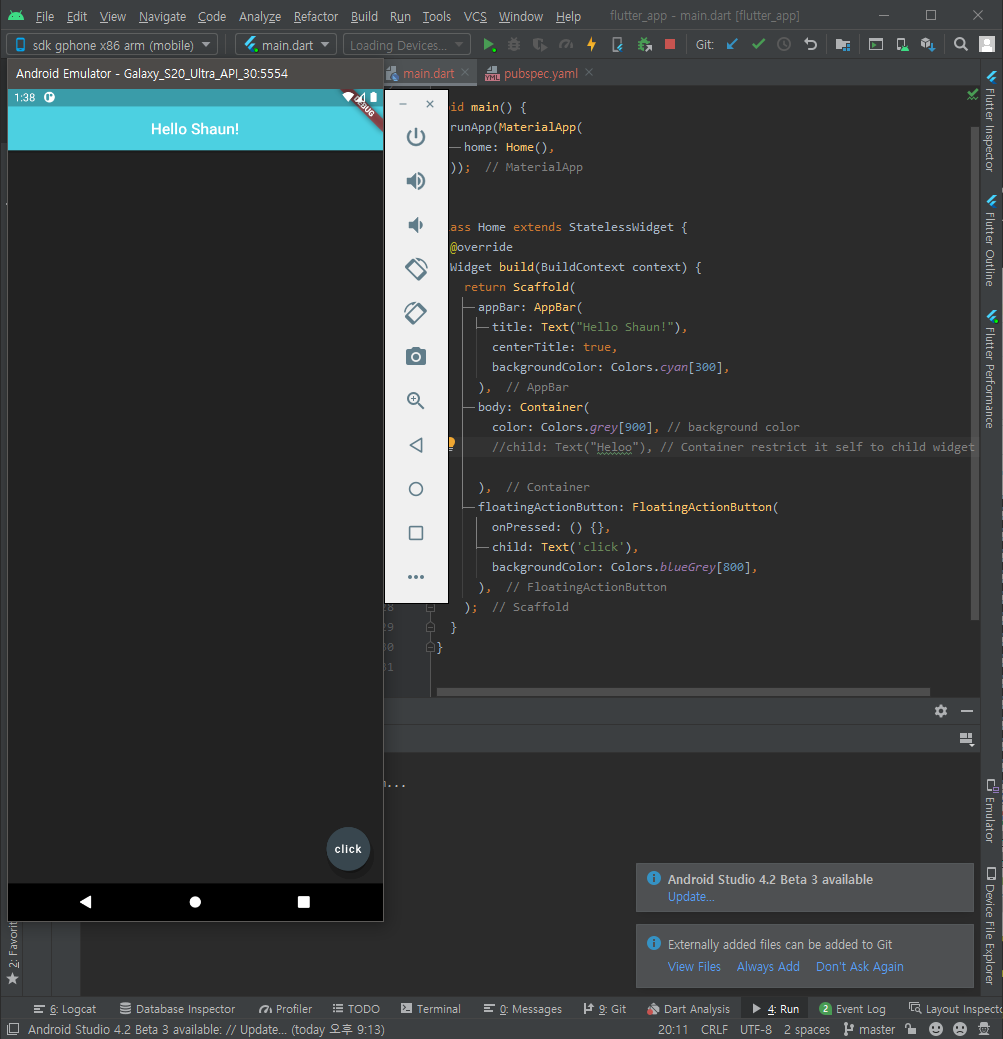 File Edit View Navigate Code Analyze Refactor Build Run Tools VCS Window Help flutter_app - main.dart [flutter_app]
sdk gphone x86 arm (mobile) main.dart Loading Devices... Git:
Android Emulator - Galaxy_S20_Ultra_API_30:5554
main.dart
pubspec.yaml
1:38
DEBUG
Hello Shaun!
click
id main() {
runApp(MaterialApp(
home: Home(),
)); // MaterialApp
ass Home extends StatelessWidget {
@override
Widget build(BuildContext context) {
return Scaffold(
appBar: AppBar(
title: Text("Hello Shaun!"),
centerTitle: true,
backgroundColor: Colors.cyan[300],
), // AppBar
body: Container(
color: Colors.grey[900], // background color
//child: Text("Heloo"), // Container restrict it self to child widget
), // Container
floatingActionButton: FloatingActionButton(
onPressed: () {},
child: Text('click'),
backgroundColor: Colors.blueGrey[800],
), // FloatingActionButton
); // Scaffold
}
}
28
29
30
31
...
Flutter Inspector
Flutter Outline
Flutter Performance
Emulator
Device File Explorer
2: Favorit
Android Studio 4.2 Beta 3 available
Update...
Externally added files can be added to Git
View Files Always Add Don't Ask Again
6: Logcat Database Inspector Profiler TODO Terminal 0: Messages 9: Git Dart Analysis 4: Run 2 Event Log Layout Inspecto
Android Studio 4.2 Beta 3 available: // Update... (today 오후 9:13) 20:11 CRLF UTF-8 2 spaces master